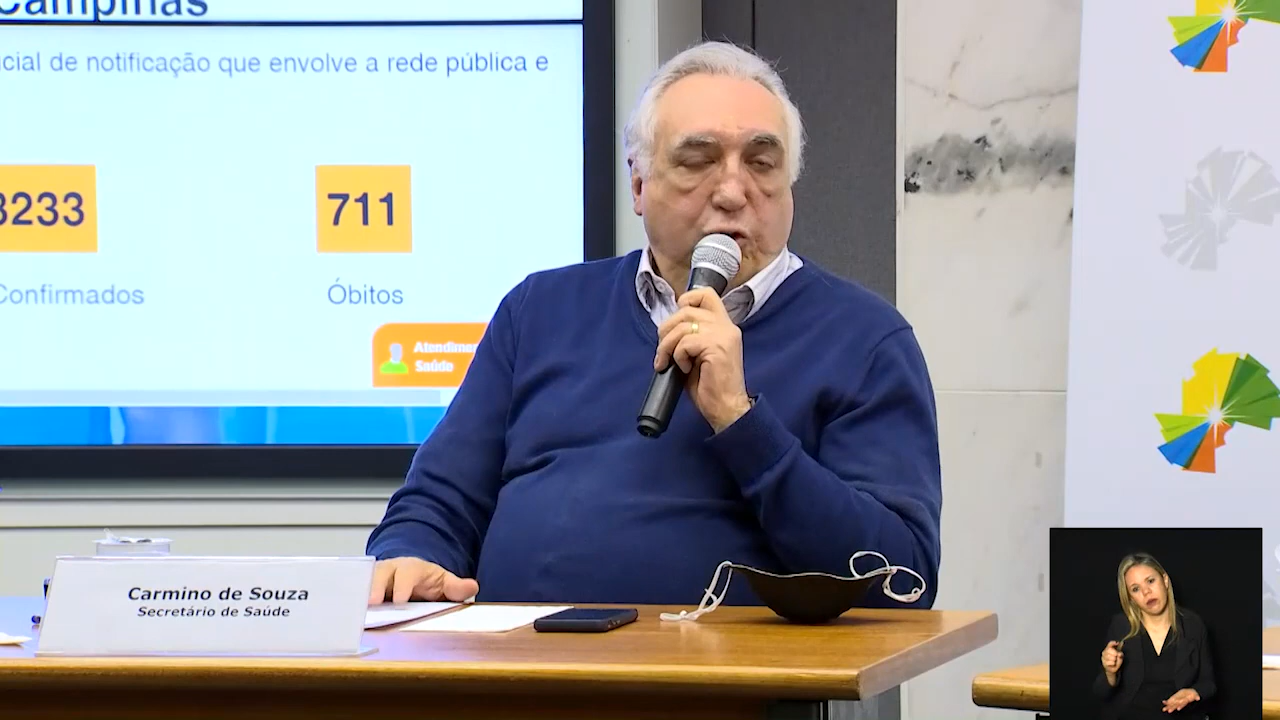 Campinas
cial de notificação que envolve a rede pública e
3233
711
Confirmados
Óbitos
Saúde
Carmino de Souza
Secretário de Saúde